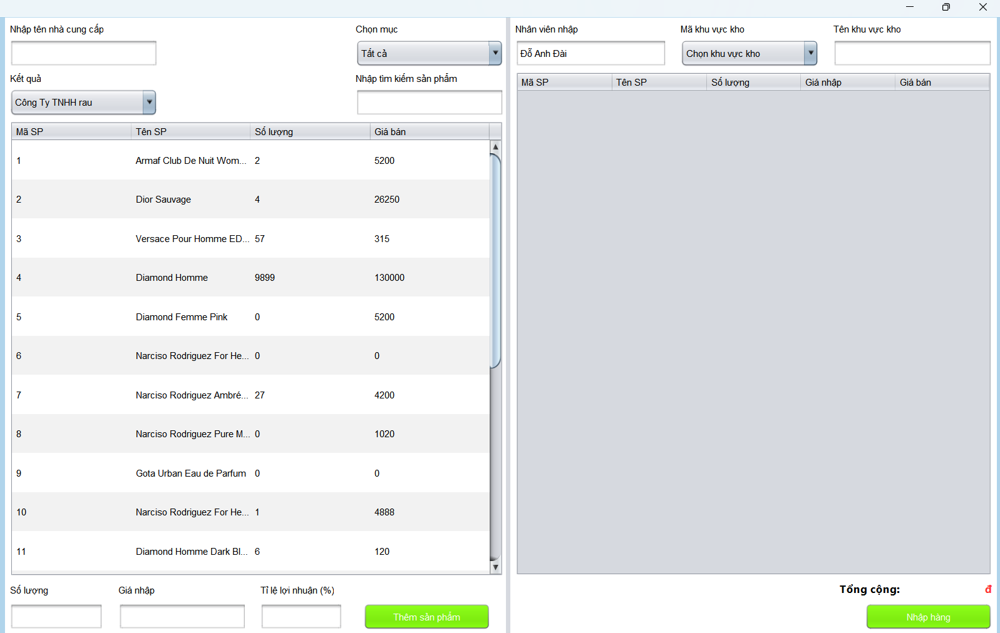 Nhập tên nhà cung cấp
Chọn mục
Tất cả
Kết quả
Nhập tìm kiếm sản phẩm
Công Ty TNHH rau
Mã SP Tên SP Số lượng Giá bán
1 Armaf Club De Nuit Wom... 2 5200
2 Dior Sauvage 4 26250
3 Versace Pour Homme ED... 57 315
4 Diamond Homme 9899 130000
5 Diamond Femme Pink 0 5200
6 Narciso Rodriguez For He... 0 0
7 Narciso Rodriguez Ambré... 27 4200
8 Narciso Rodriguez Pure M... 0 1020
9 Gota Urban Eau de Parfum 0 0
10 Narciso Rodriguez For He... 1 4888
11 Diamond Homme Dark Bl... 6 120
Số lượng Giá nhập Tỉ lệ lợi nhuận (%)
Thêm sản phẩm
Nhân viên nhập Mã khu vực kho Tên khu vực kho
Đỗ Anh Đài Chọn khu vực kho
Mã SP Tên SP Số lượng Giá nhập Giá bán
Tổng cộng: đ
Nhập hàng